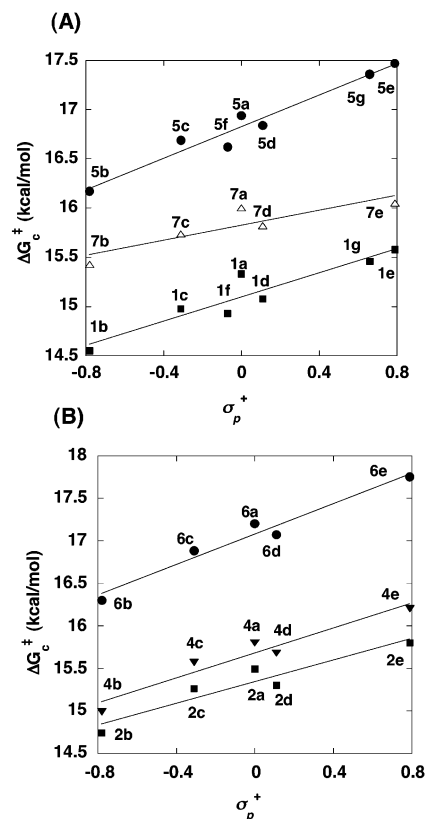 (A)
17.5
17
16.5
16
15.5
15
14.5
ΔGc‡ (kcal/mol)
5b
5c
5f
5a
5d
5g
5e
7b
7c
7a
7d
7e
1b
1c
1f
1a
1d
1g
1e
-0.8
-0.4
0
0.4
0.8
σp+
(B)
18
17.5
17
16.5
16
15.5
15
14.5
ΔGc‡ (kcal/mol)
6b
6c
6a
6d
6e
4b
4c
4a
4d
4e
2b
2c
2a
2d
2e
-0.8
-0.4
0
0.4
0.8
σp+